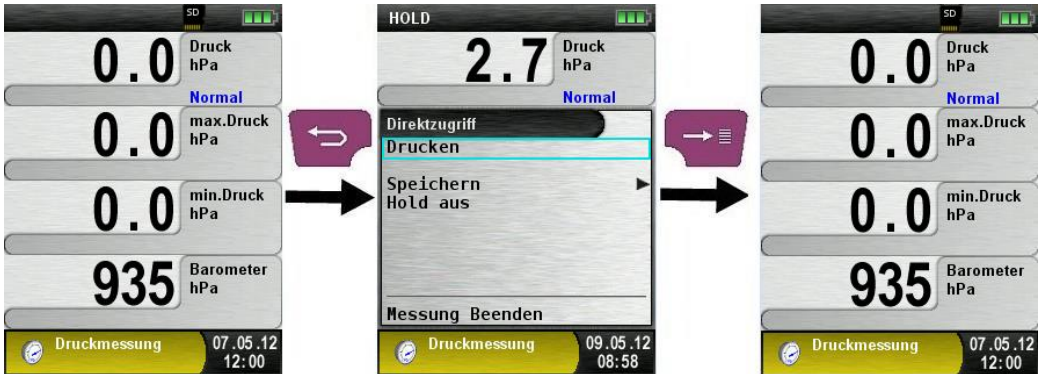 SD
0.0 Druck
hPa
Normal
0.0 max.Druck
hPa
0.0 min.Druck
hPa
935 Barometer
hPa
Druckmessung 07.05.12
12:00
HOLD
2.7 Druck
hPa
Normal
Direktzugriff
Drucken
Speichern
Hold aus
Messung Beenden
Druckmessung 09.05.12
08:58
SD
0.0 Druck
hPa
Normal
0.0 max.Druck
hPa
0.0 min.Druck
hPa
935 Barometer
hPa
Druckmessung 07.05.12
12:00